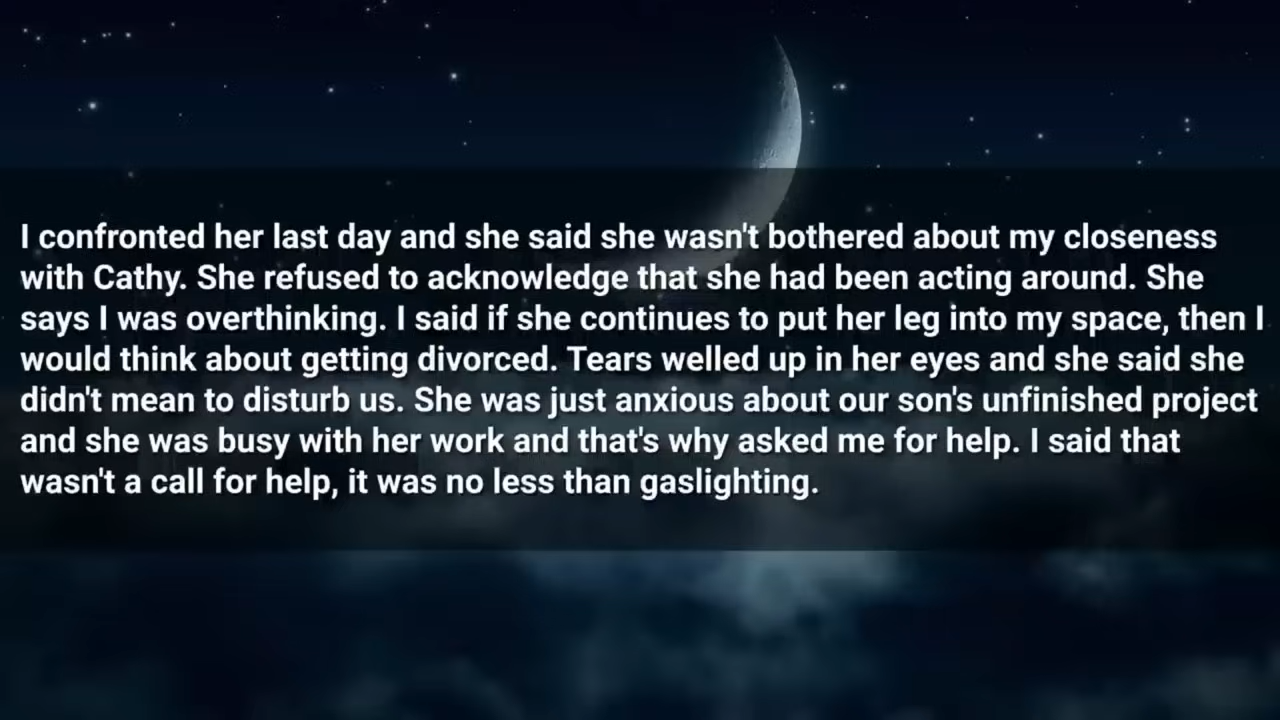 I confronted her last day and she said she wasn't bothered about my closeness
with Cathy. She refused to acknowledge that she had been acting around. She
says I was overthinking. I said if she continues to put her leg into my space, then I
would think about getting divorced. Tears welled up in her eyes and she said she
didn't mean to disturb us. She was just anxious about our son's unfinished project
and she was busy with her work and that's why asked me for help. I said that
wasn't a call for help, it was no less than gaslighting.